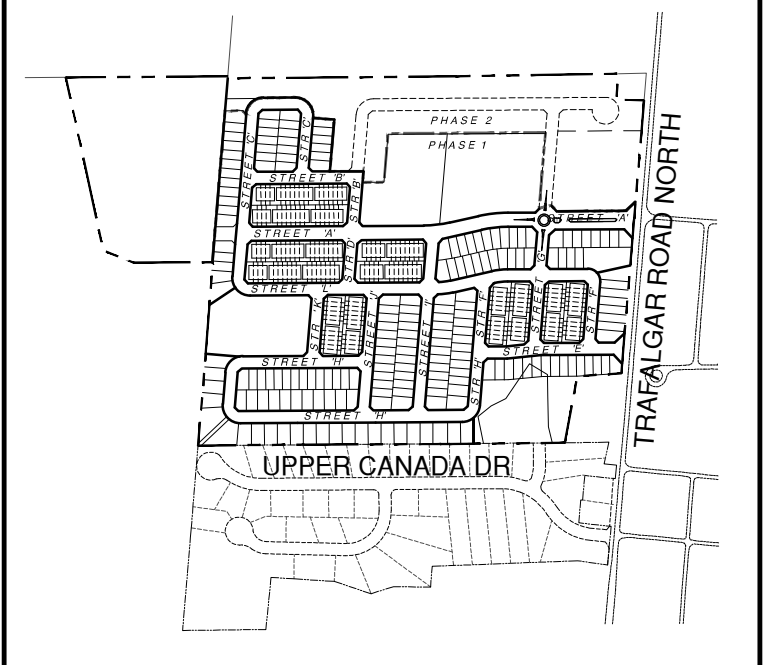 PHASE 2
PHASE 1
STREET 'C'
STR 'C'
STREET 'B'
STR 'B'
STREET 'A'
STREET 'A'
STR 'D'
STREET 'G'
STREET 'L'
STR 'K'
STREET 'J'
STREET 'I'
STR 'F'
STREET 'F'
STREET 'E'
STREET 'H'
STR 'H'
STREET 'H'
TRAFALGAR ROAD NORTH
UPPER CANADA DR